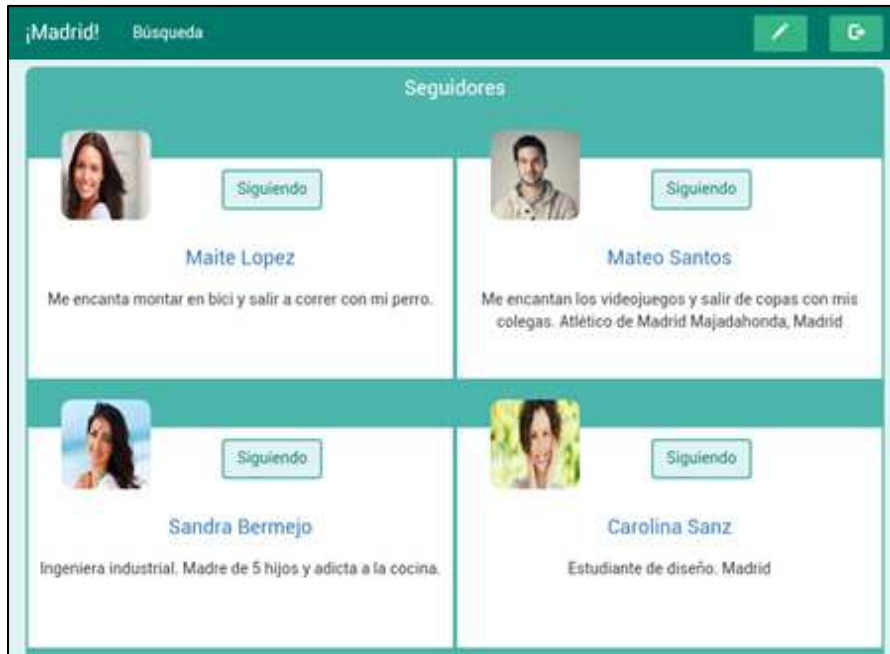 ¡Madrid! Búsqueda
Seguidores
Siguiendo
Maite Lopez
Me encanta montar en bici y salir a correr con mi perro.
Siguiendo
Mateo Santos
Me encantan los videojuegos y salir de copas con mis
colegas. Atlético de Madrid Majadahonda, Madrid
Siguiendo
Sandra Bermejo
Ingeniera industrial. Madre de 5 hijos y adicta a la cocina.
Siguiendo
Carolina Sanz
Estudiante de diseño. Madrid